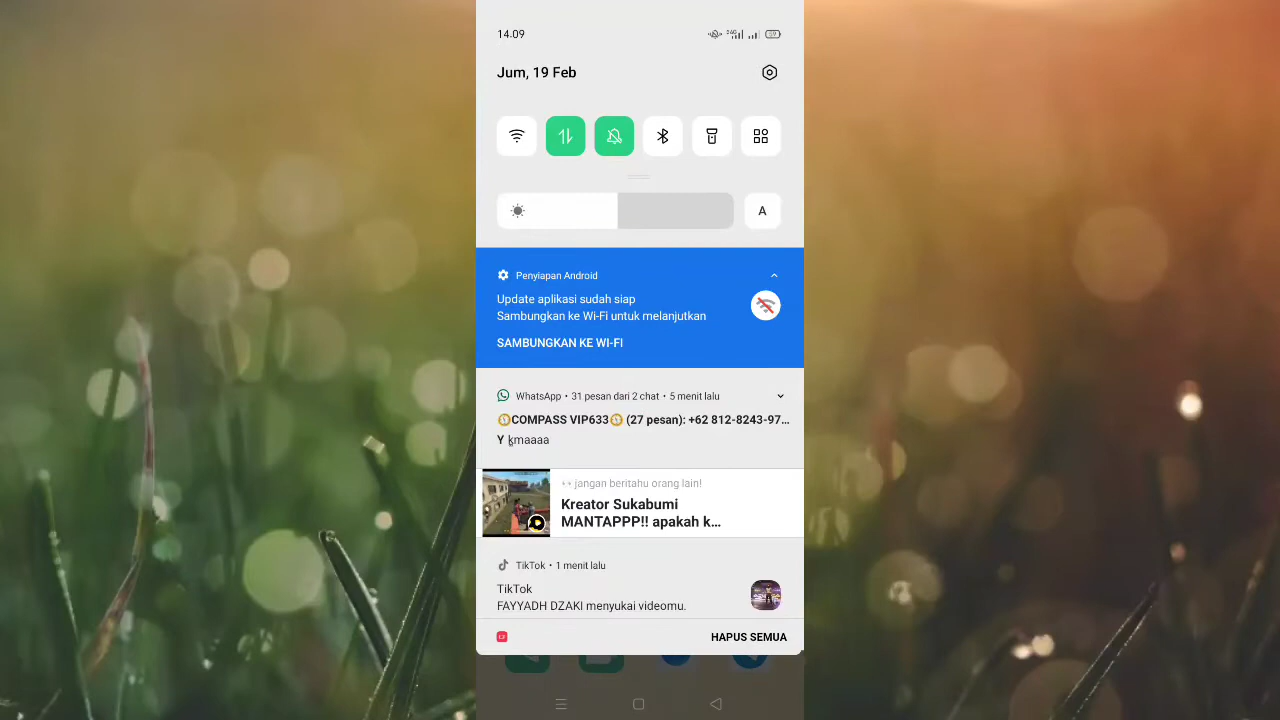 14.09
Jum, 19 Feb
A
Penyiapan Android
Update aplikasi sudah siap
Sambungkan ke Wi-Fi untuk melanjutkan
SAMBUNGKAN KE WI-FI
WhatsApp • 31 pesan dari 2 chat • 5 menit lalu
COMPASS VIP633 (27 pesan): +62 812-8243-97...
Y kmaaaa
👀 jangan beritahu orang lain!
Kreator Sukabumi
MANTAPPP!! apakah k...
TikTok • 1 menit lalu
TikTok
FAYYADH DZAKI menyukai videomu.
HAPUS SEMUA